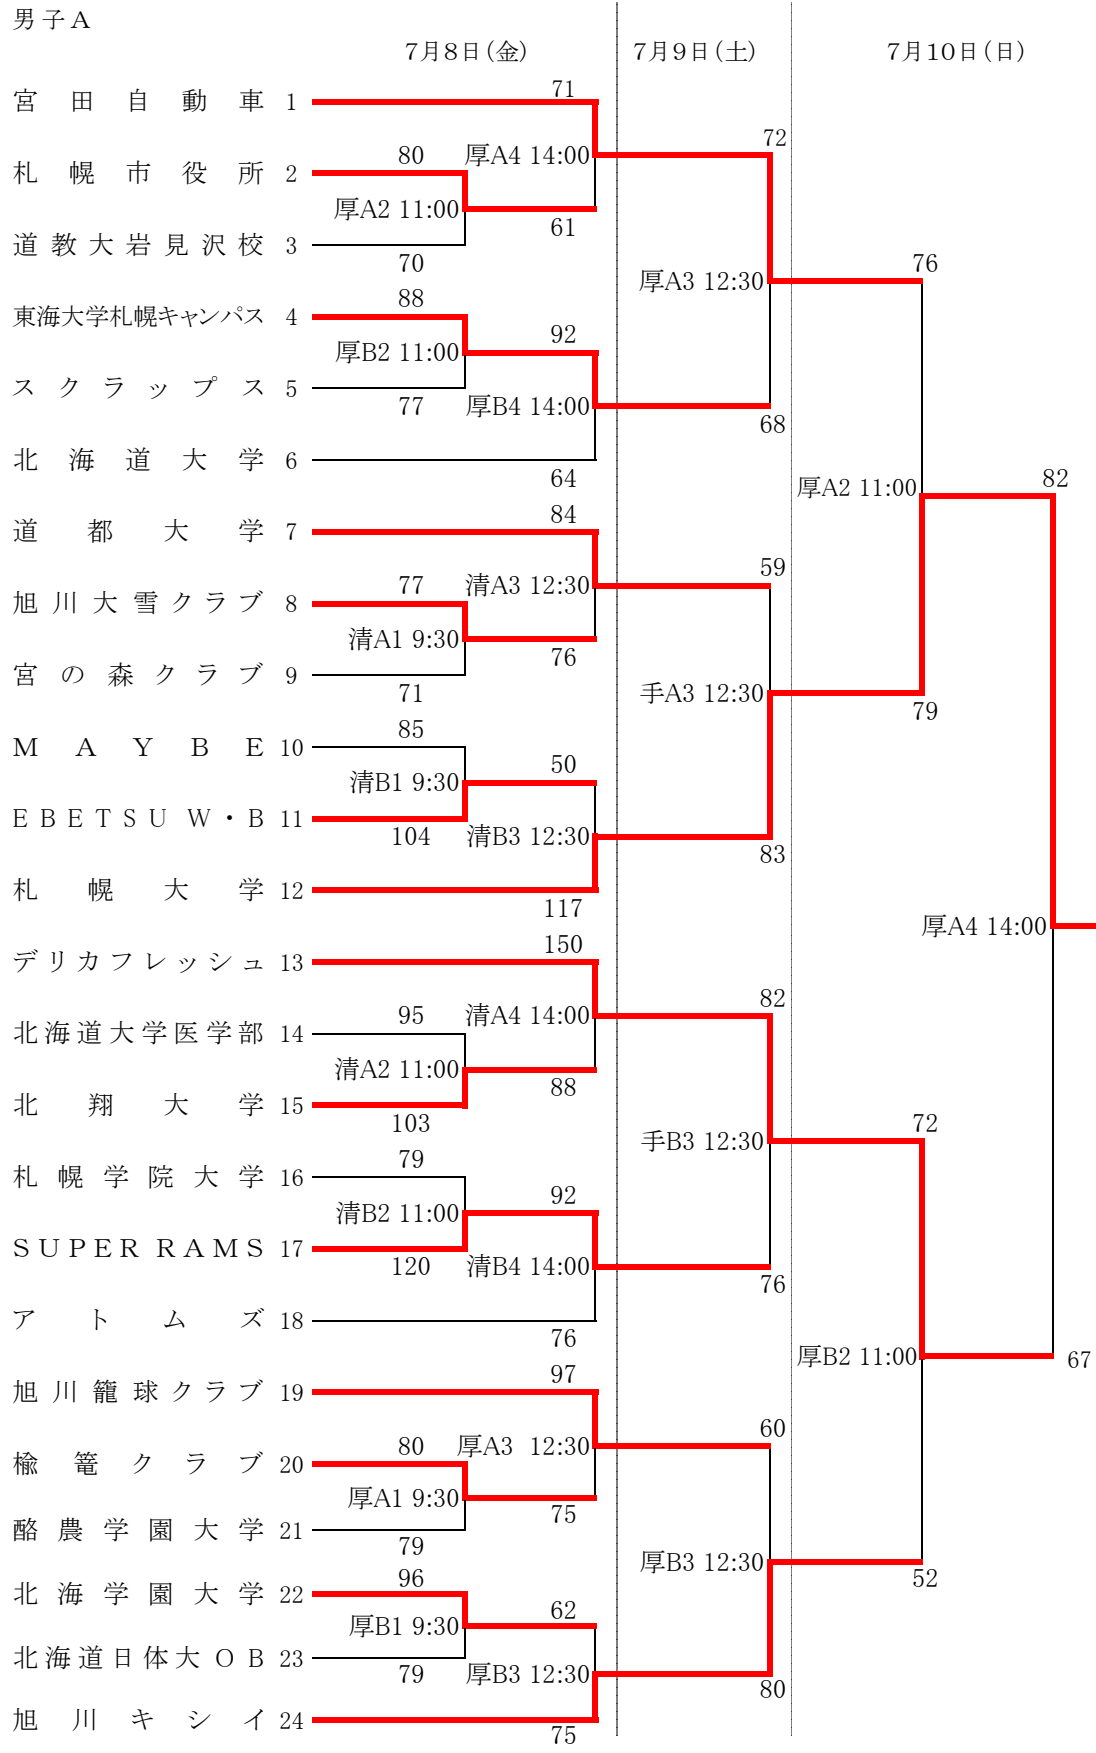 男子A
7月8日(金) 7月9日(土) 7月10日(日)
宮田自動車 1 71
72
札幌市役所 2 80 厚A4 14:00
厚A2 11:00 61
道教大岩見沢校 3 70
厚A3 12:30 76
東海大学札幌キャンパス 4 88 92
厚B2 11:00
スクラップス 5 77 厚B4 14:00 68
北海道大学 6 64
厚A2 11:00 82
道都大学 7 84
59
旭川大雪クラブ 8 77 清A3 12:30
清A1 9:30 76
宮の森クラブ 9 71
手A3 12:30 79
MAYBE 10 85 50
清B1 9:30
EBETSU W・B 11 104 清B3 12:30 83
札幌大学 12 117
厚A4 14:00
デリカフレッシュ 13 150
82
北海道大学医学部 14 95 清A4 14:00
清A2 11:00 88
北翔大学 15 103
手B3 12:30 72
札幌学院大学 16 79 92
清B2 11:00
SUPER RAMS 17 120 清B4 14:00 76
アトムズ 18 76
厚B2 11:00 67
旭川籠球クラブ 19 97
60
楡篭クラブ 20 80 厚A3 12:30
厚A1 9:30 75
酪農学園大学 21 79
厚B3 12:30 52
北海学園大学 22 96 62
厚B1 9:30
北海道日体大OB 23 79 厚B3 12:30 80
旭川キシイ 24 75